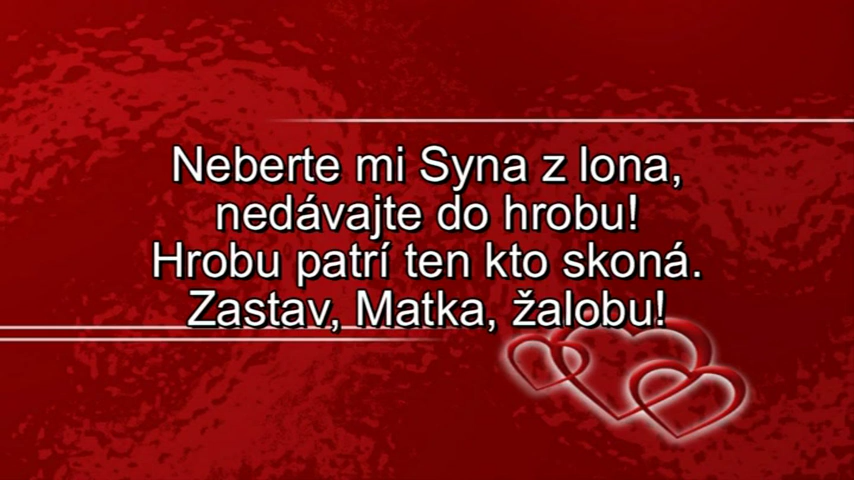 Neberte mi Syna z lona,
nedávajte do hrobu!
Hrobu patrí ten kto skoná.
Zastav, Matka, žalobu!